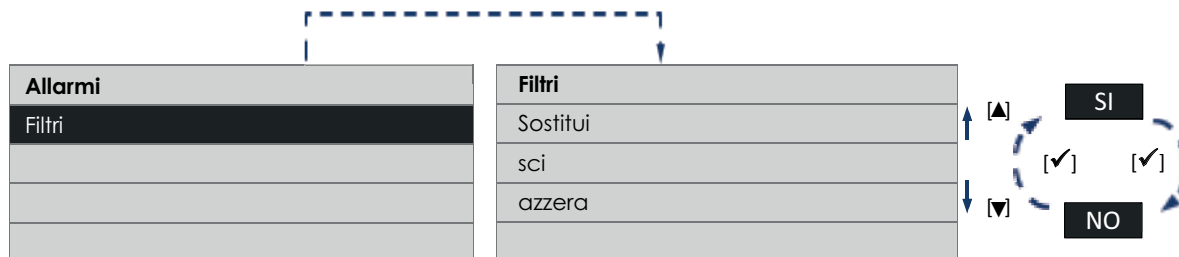 Allarmi
Filtri
Filtri
Sostitui
sci
azzera
[▲]
[▼]
SI
[✔] [✔]
NO